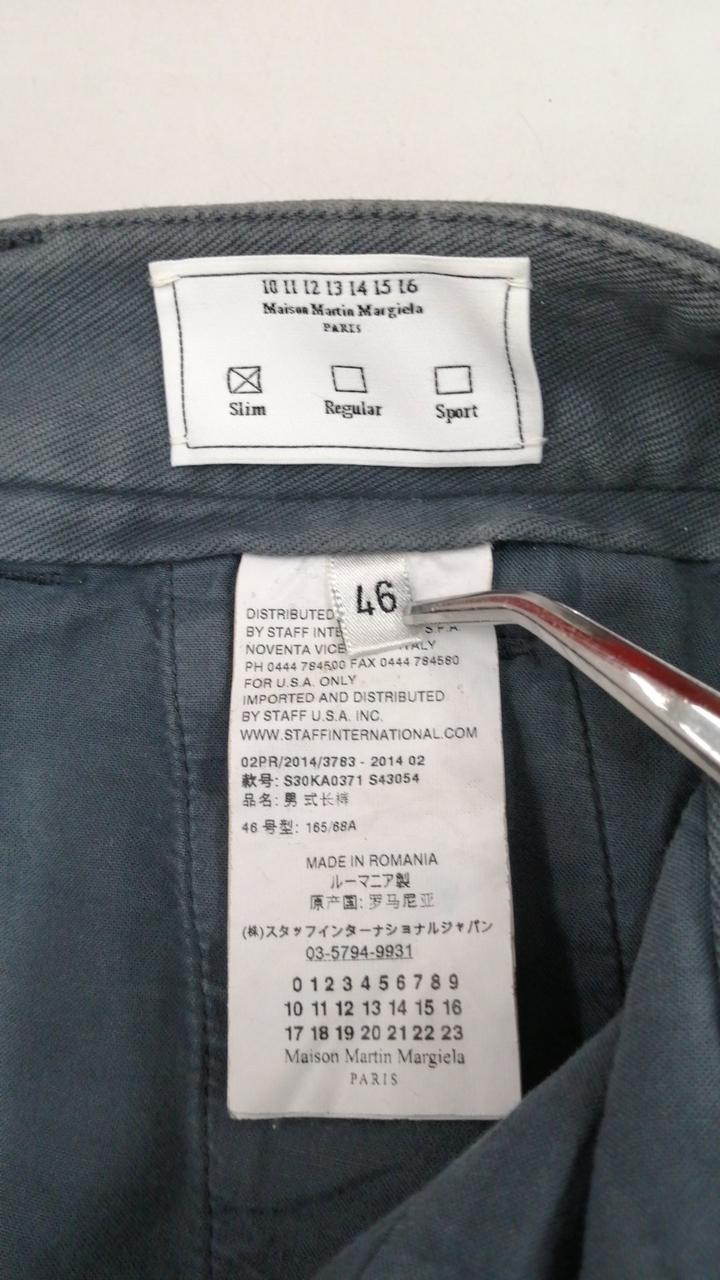 10 11 12 13 14 15 16
Maison Martin Margiela
PARIS
Slim
Regular
Sport
46
DISTRIBUTED
BY STAFF S.P.A.
NOVENTA
PH 0444 784500 FAX 0444 784580
FOR U.S.A. ONLY
IMPORTED AND DISTRIBUTED
BY STAFF U.S.A. INC.
WWW.STAFFINTERNATIONAL.COM
02PR/2014/3783 - 2014 02
款号: S30KA0371 S43054
品名: 男 式长裤
46 号型: 165/68A
MADE IN ROMANIA
ルーマニア製
原产国: 罗马尼亚
(株)スタッフインターナショナルジャパン
03-5794-9931
0 1 2 3 4 5 6 7 8 9
10 11 12 13 14 15 16
17 18 19 20 21 22 23
Maison Martin Margiela
PARIS